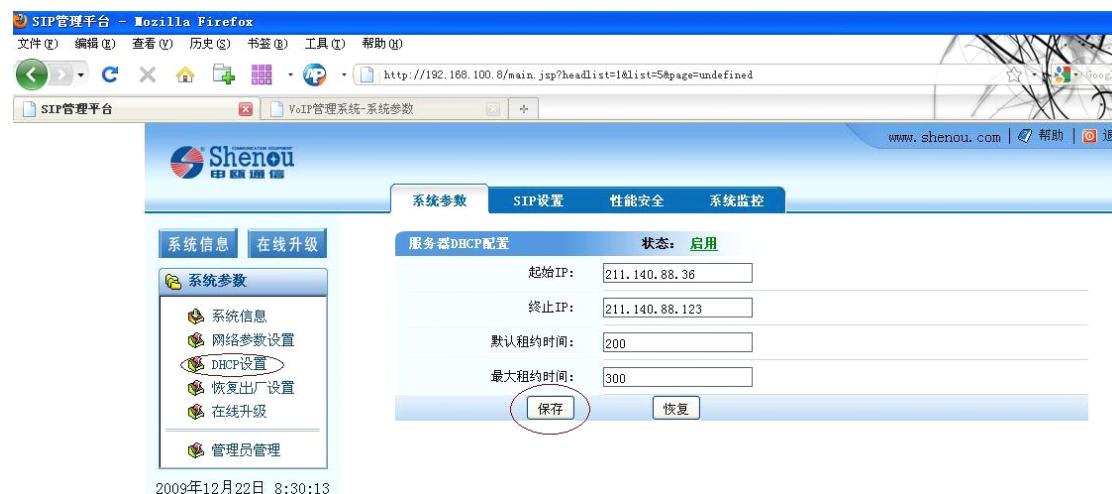 SIP管理平台 - Mozilla Firefox
文件(F) 编辑(E) 查看(V) 历史(S) 书签(B) 工具(T) 帮助(H)
http://192.168.100.8/main.jsp?headlist=1&list=5&page=undefined
SIP管理平台 VoIP管理系统-系统参数
www.shenou.com | 帮助 |
Shenou
申瓯通信
系统参数 SIP设置 性能安全 系统监控
系统信息 在线升级
系统参数
系统信息
网络参数设置
DHCP设置
恢复出厂设置
在线升级
管理员管理
2009年12月22日 8:30:13
服务器DHCP配置 状态: 启用
起始IP: 211.140.88.36
终止IP: 211.140.88.123
默认租约时间: 200
最大租约时间: 300
保存 恢复